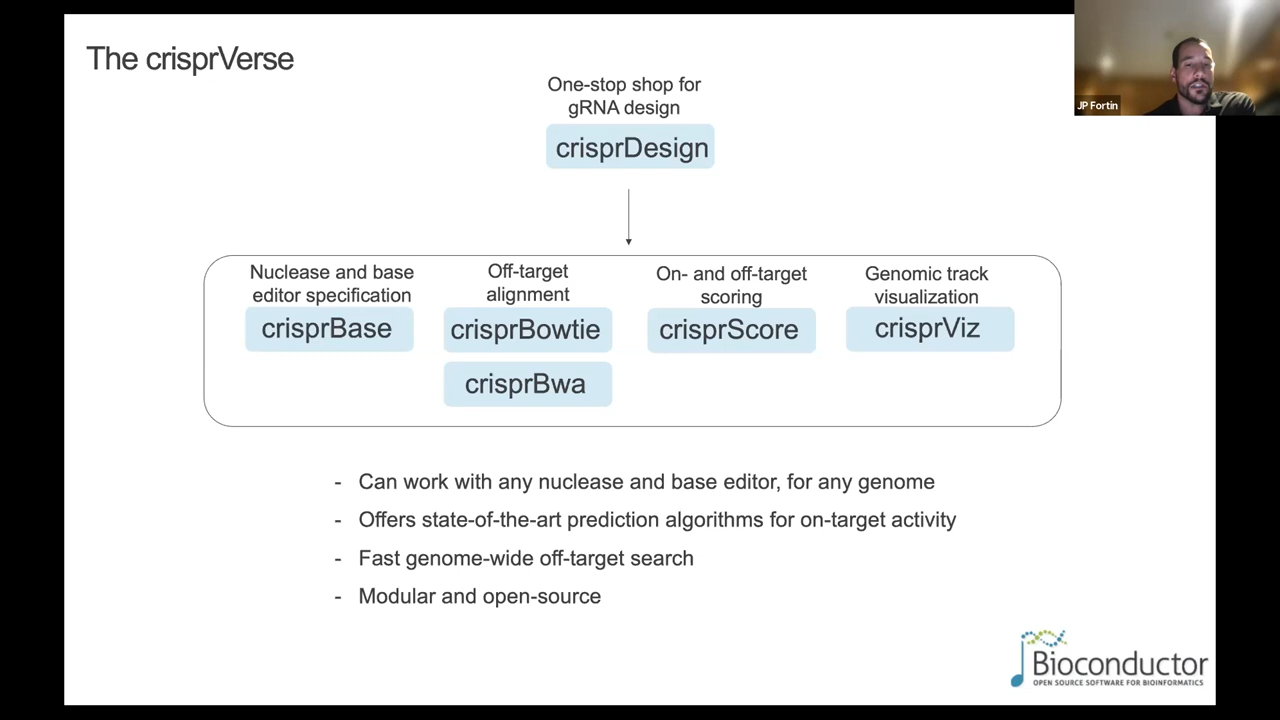 The crisprVerse
JP Fortin
One-stop shop for
gRNA design
crisprDesign
Nuclease and base
editor specification
crisprBase
Off-target
alignment
crisprBowtie
crisprBwa
On- and off-target
scoring
crisprScore
Genomic track
visualization
crisprViz
- Can work with any nuclease and base editor, for any genome
- Offers state-of-the-art prediction algorithms for on-target activity
- Fast genome-wide off-target search
- Modular and open-source
Bioconductor
OPEN SOURCE SOFTWARE FOR BIOINFORMATICS